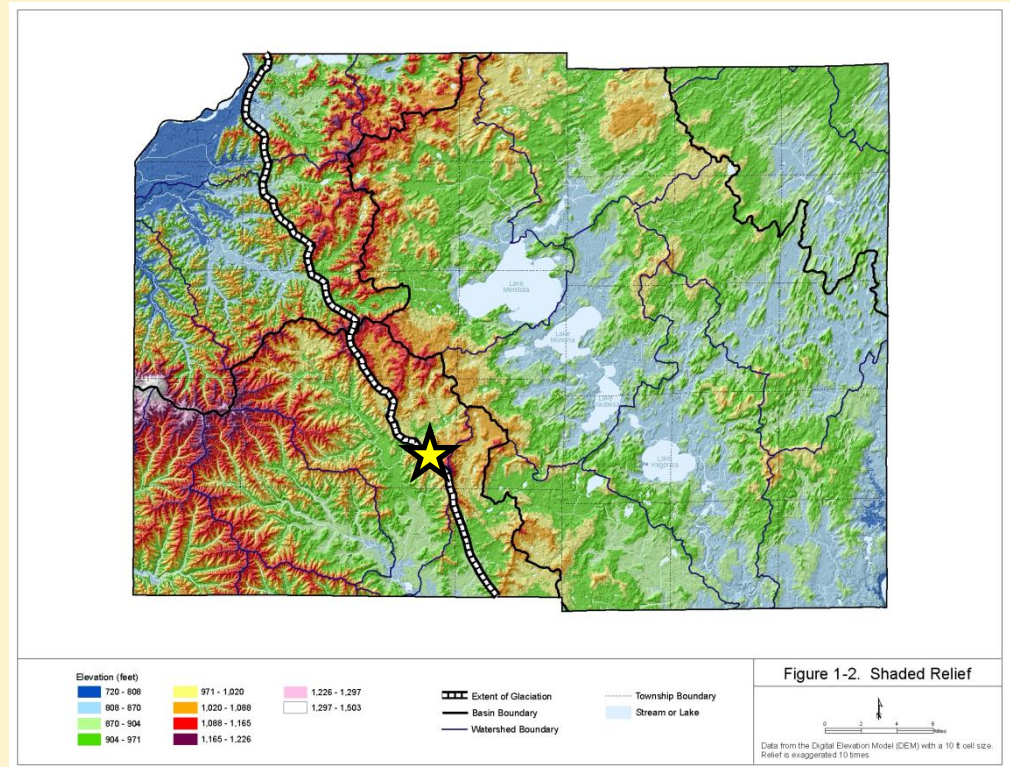 Lake
Mendota
Lake
Monona
Lake
Lake
Kegonsa
Elevation (feet)
720 - 808
808 - 870
870 - 904
904 - 971
971 - 1,020
1,020 - 1,088
1,088 - 1,165
1,165 - 1,226
1,226 - 1,297
1,297 - 1,503
Extent of Glaciation
Basin Boundary
Watershed Boundary
Township Boundary
Stream or Lake
Figure 1-2. Shaded Relief
0 2 4 6
Miles
Data from the Digital Elevation Model (DEM) with a 10 ft cell size.
Relief is exaggerated 10 times.